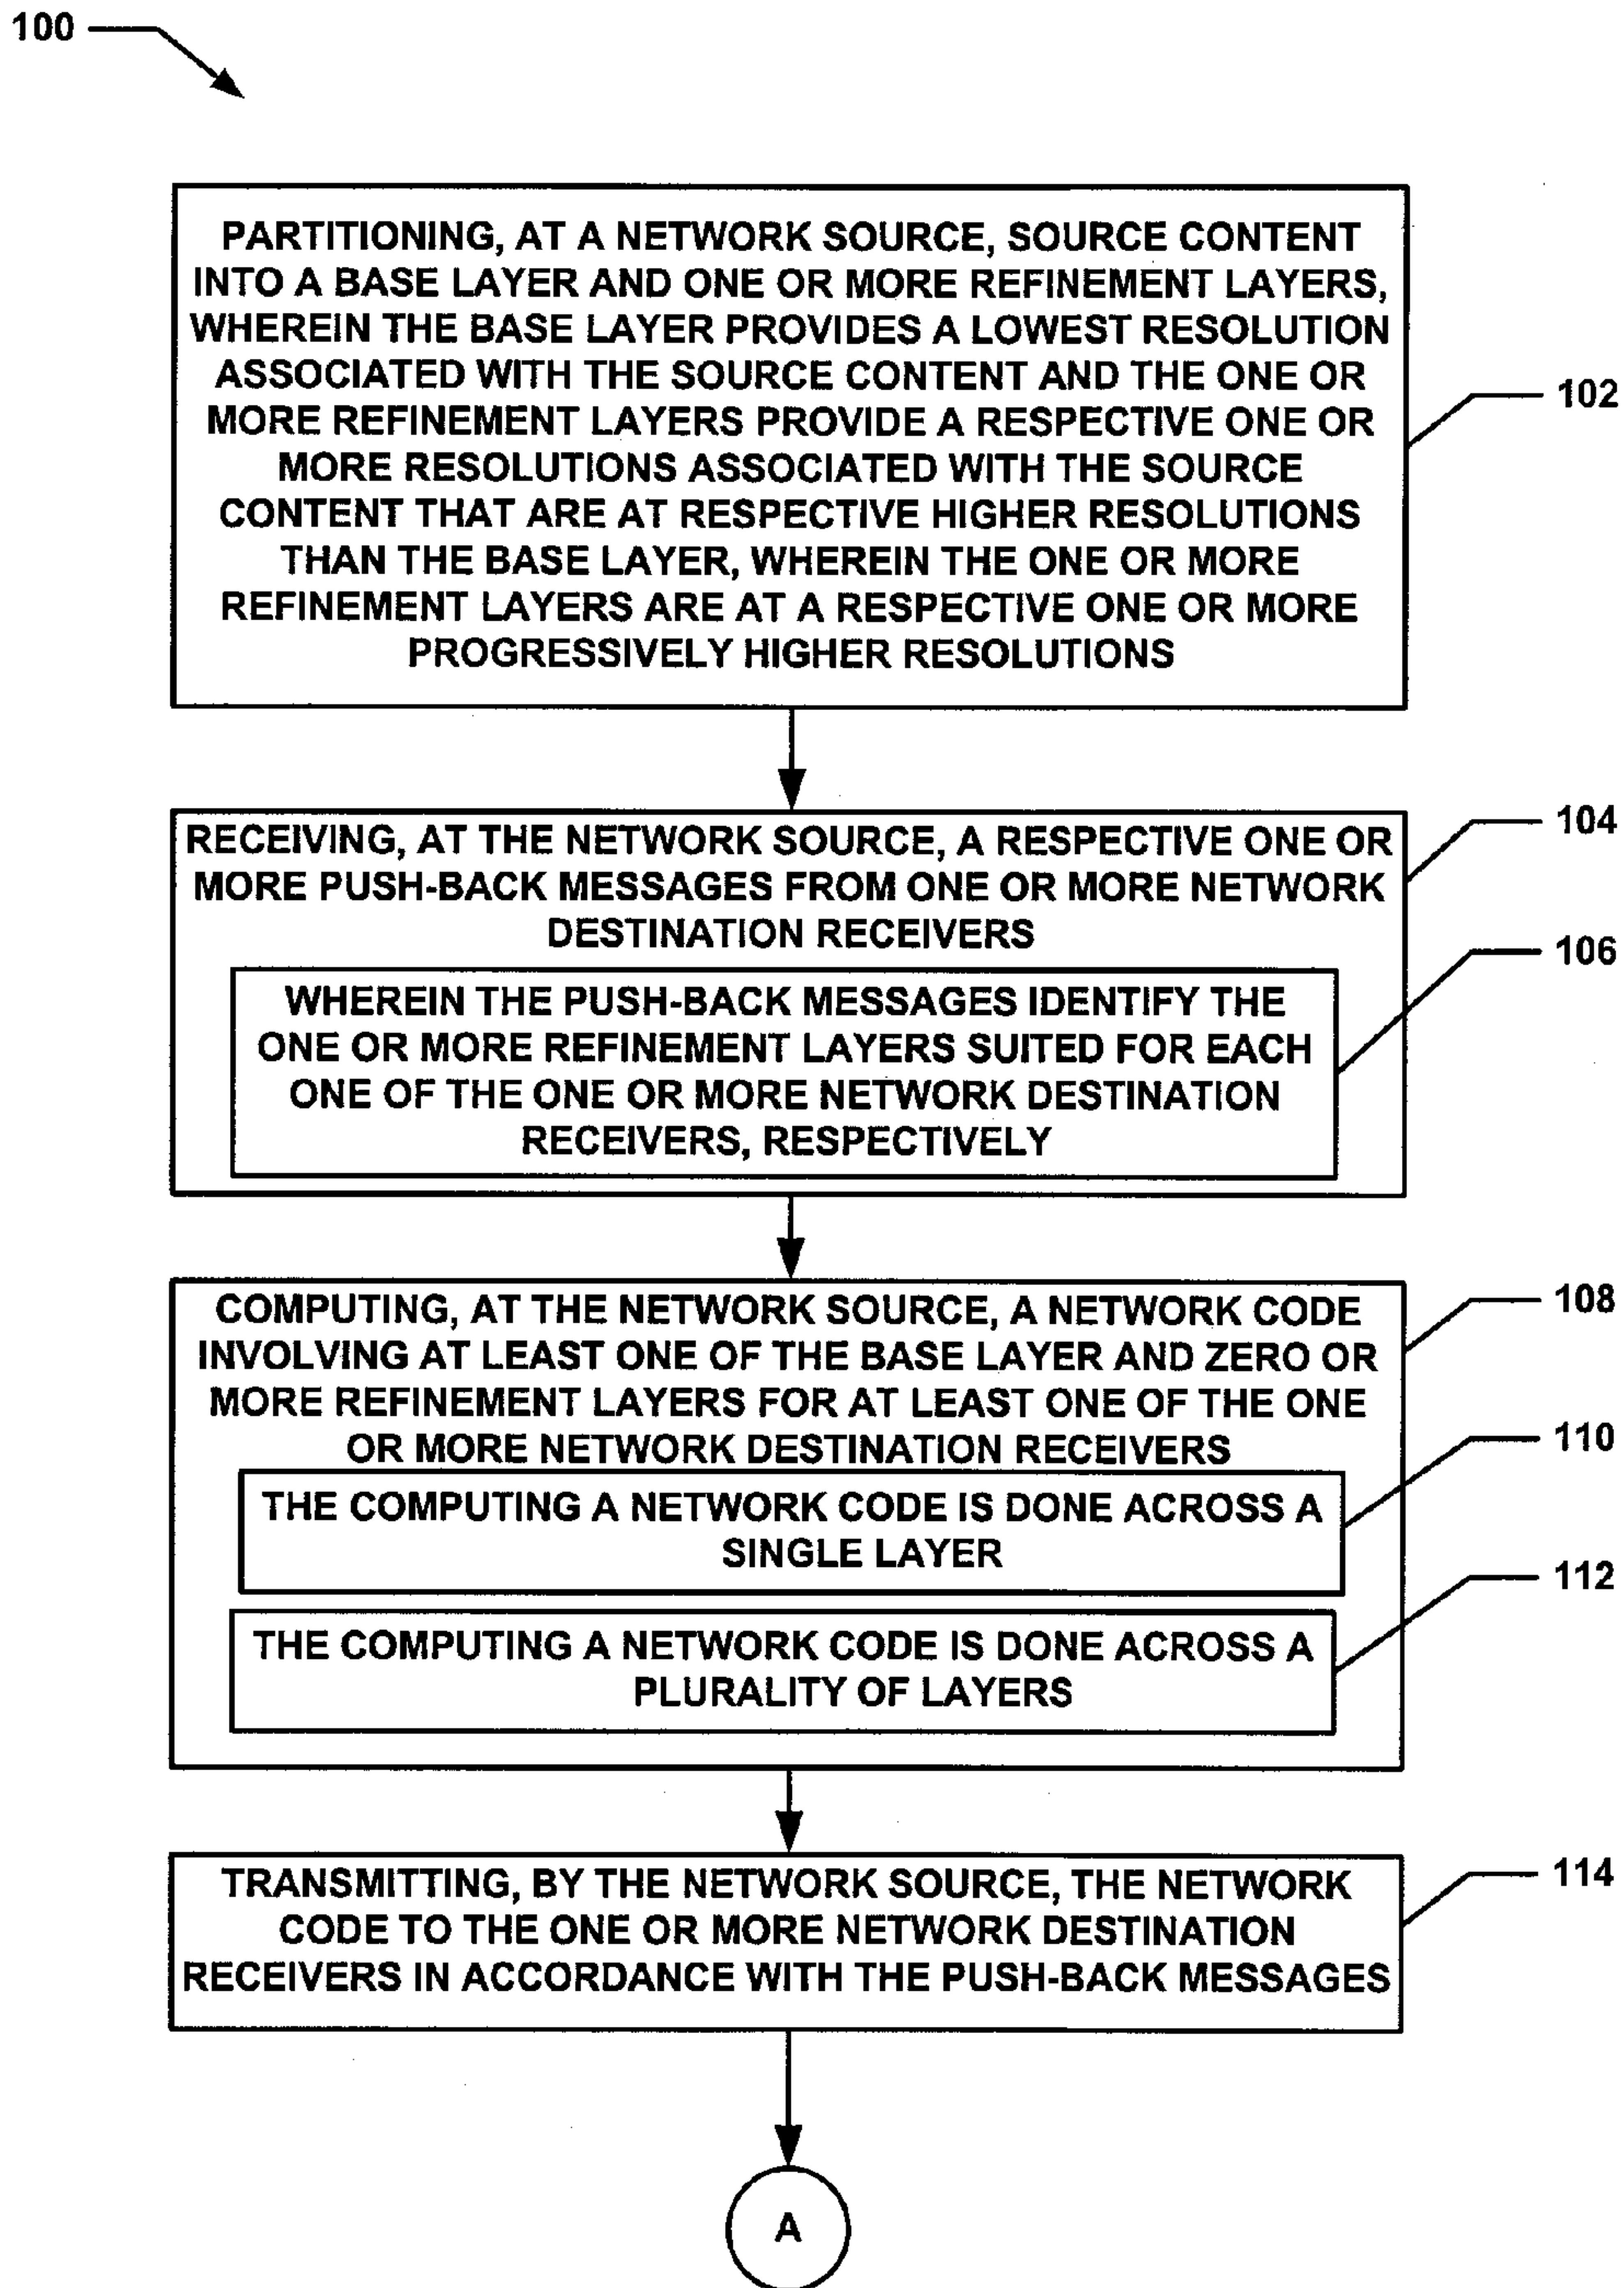 100
PARTITIONING, AT A NETWORK SOURCE, SOURCE CONTENT
INTO A BASE LAYER AND ONE OR MORE REFINEMENT LAYERS,
WHEREIN THE BASE LAYER PROVIDES A LOWEST RESOLUTION
ASSOCIATED WITH THE SOURCE CONTENT AND THE ONE OR
MORE REFINEMENT LAYERS PROVIDE A RESPECTIVE ONE OR
MORE RESOLUTIONS ASSOCIATED WITH THE SOURCE
CONTENT THAT ARE AT RESPECTIVE HIGHER RESOLUTIONS
THAN THE BASE LAYER, WHEREIN THE ONE OR MORE
REFINEMENT LAYERS ARE AT A RESPECTIVE ONE OR MORE
PROGRESSIVELY HIGHER RESOLUTIONS
102
RECEIVING, AT THE NETWORK SOURCE, A RESPECTIVE ONE OR
MORE PUSH-BACK MESSAGES FROM ONE OR MORE NETWORK
DESTINATION RECEIVERS
104
WHEREIN THE PUSH-BACK MESSAGES IDENTIFY THE
ONE OR MORE REFINEMENT LAYERS SUITED FOR EACH
ONE OF THE ONE OR MORE NETWORK DESTINATION
RECEIVERS, RESPECTIVELY
106
COMPUTING, AT THE NETWORK SOURCE, A NETWORK CODE
INVOLVING AT LEAST ONE OF THE BASE LAYER AND ZERO OR
MORE REFINEMENT LAYERS FOR AT LEAST ONE OF THE ONE
OR MORE NETWORK DESTINATION RECEIVERS
108
THE COMPUTING A NETWORK CODE IS DONE ACROSS A
SINGLE LAYER
110
THE COMPUTING A NETWORK CODE IS DONE ACROSS A
PLURALITY OF LAYERS
112
TRANSMITTING, BY THE NETWORK SOURCE, THE NETWORK
CODE TO THE ONE OR MORE NETWORK DESTINATION
RECEIVERS IN ACCORDANCE WITH THE PUSH-BACK MESSAGES
114
A